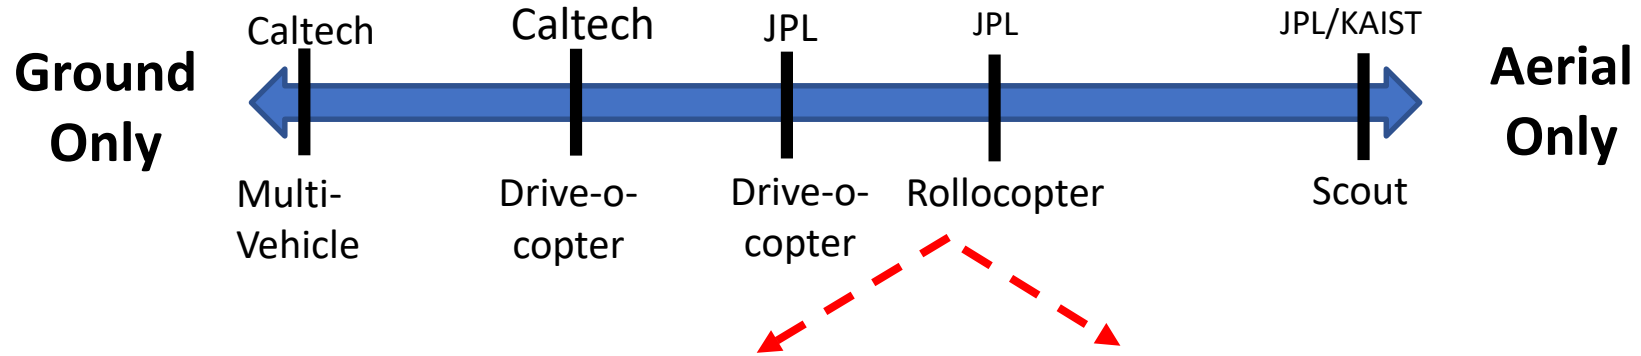 Caltech
Caltech
JPL
JPL
JPL/KAIST
Ground
Only
Aerial
Only
Multi-
Vehicle
Drive-o-
copter
Drive-o-
copter
Rollocopter
Scout